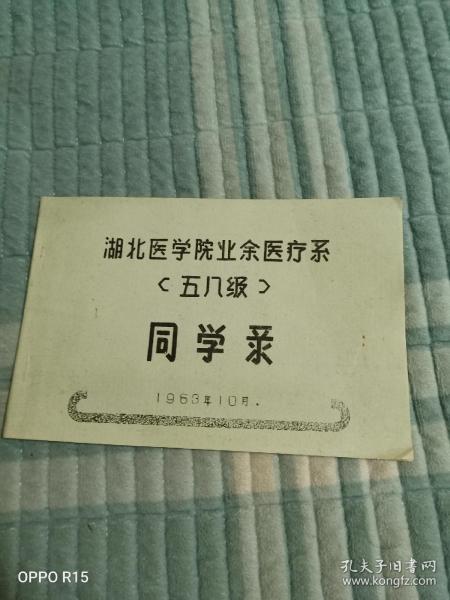 湖北医学院业余医疗系
<五八级>
同学录
1963年10月.
OPPO R15
孔夫子旧书网
www.kongfz.com